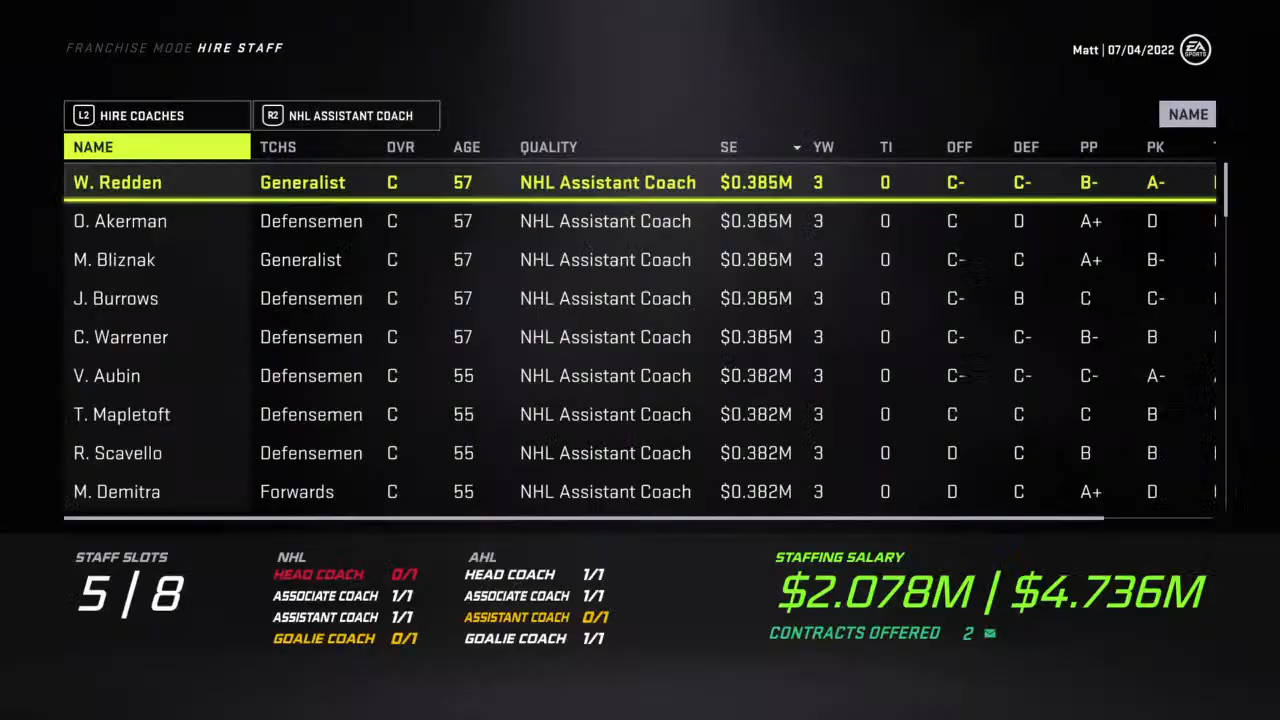 FRANCHISE MODE HIRE STAFF
Matt | 07/04/2022 EA SPORTS
L2 HIRE COACHES R2 NHL ASSISTANT COACH NAME
NAME TCHS OVR AGE QUALITY SE YW TI OFF DEF PP PK
W. Redden Generalist C 57 NHL Assistant Coach $0.385M 3 0 C- C- B- A-
O. Akerman Defensemen C 57 NHL Assistant Coach $0.385M 3 0 C D A+ D
M. Bliznak Generalist C 57 NHL Assistant Coach $0.385M 3 0 C- C A+ B-
J. Burrows Defensemen C 57 NHL Assistant Coach $0.385M 3 0 C- B C C-
C. Warrener Defensemen C 57 NHL Assistant Coach $0.385M 3 0 C- C- B- B
V. Aubin Defensemen C 55 NHL Assistant Coach $0.382M 3 0 C- C- C- A-
T. Mapletoft Defensemen C 55 NHL Assistant Coach $0.382M 3 0 C C C B
R. Scavello Defensemen C 55 NHL Assistant Coach $0.382M 3 0 D C B B
M. Demitra Forwards C 55 NHL Assistant Coach $0.382M 3 0 D C A+ D
STAFF SLOTS
5 / 8
NHL
HEAD COACH 0/1
ASSOCIATE COACH 1/1
ASSISTANT COACH 1/1
GOALIE COACH 0/1
AHL
HEAD COACH 1/1
ASSOCIATE COACH 1/1
ASSISTANT COACH 0/1
GOALIE COACH 1/1
STAFFING SALARY
$2.078M | $4.736M
CONTRACTS OFFERED 2